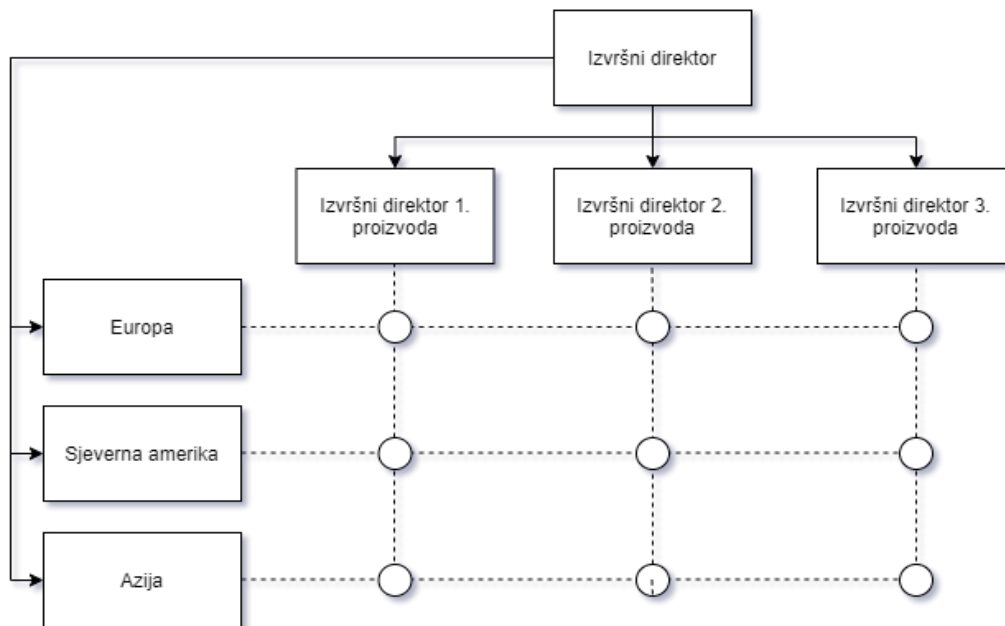 Izvršni direktor
Izvršni direktor 1.
proizvoda
Izvršni direktor 2.
proizvoda
Izvršni direktor 3.
proizvoda
Europa
Sjeverna amerika
Azija